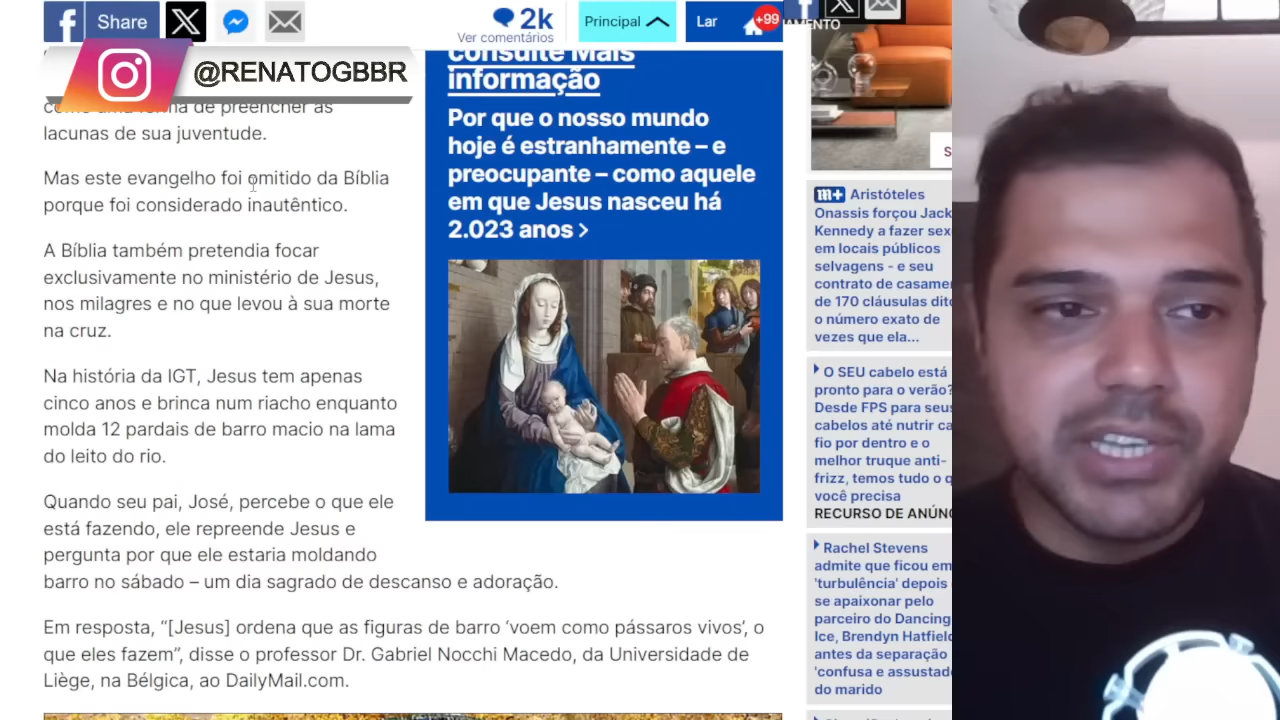 Share
2k
Ver comentários
Principal
Lar
+99
@RENATOGBBR
lacunas de sua juventude.
Mas este evangelho foi omitido da Bíblia
porque foi considerado inautêntico.
A Bíblia também pretendia focar
exclusivamente no ministério de Jesus,
nos milagres e no que levou à sua morte
na cruz.
Na história da IGT, Jesus tem apenas
cinco anos e brinca num riacho enquanto
molda 12 pardais de barro macio na lama
do leito do rio.
Quando seu pai, José, percebe o que ele
está fazendo, ele repreende Jesus e
pergunta por que ele estaria moldando
barro no sábado – um dia sagrado de descanso e adoração.
Em resposta, “[Jesus] ordena que as figuras de barro ‘voem como pássaros vivos’, o
que eles fazem”, disse o professor Dr. Gabriel Nocchi Macedo, da Universidade de
Liège, na Bélgica, ao DailyMail.com.
consulte Mais
informação
Por que o nosso mundo
hoje é estranhamente – e
preocupante – como aquele
em que Jesus nasceu há
2.023 anos >
S
m+ Aristóteles
Onassis forçou Jack
Kennedy a fazer sex
em locais públicos
selvagens - e seu
contrato de casamen
de 170 cláusulas dito
o número exato de
vezes que ela...
O SEU cabelo está
pronto para o verão?
Desde FPS para seus
cabelos até nutrir ca
fio por dentro e o
melhor truque anti-
frizz, temos tudo o q
você precisa
RECURSO DE ANÚNC
Rachel Stevens
admite que ficou em
'turbulência' depois
se apaixonar pelo
parceiro do Dancing
Ice, Brendyn Hatfield
antes da separação
'confusa e assustado
do marido